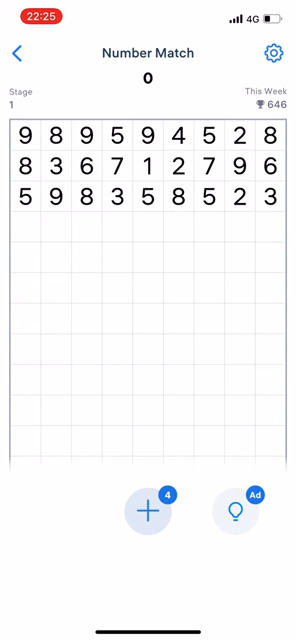 22:25
4G
Number Match
0
Stage
1
This Week
646
9 8 9 5 9 4 5 2 8
8 3 6 7 1 2 7 9 6
5 9 8 3 5 8 5 2 3
4
Ad